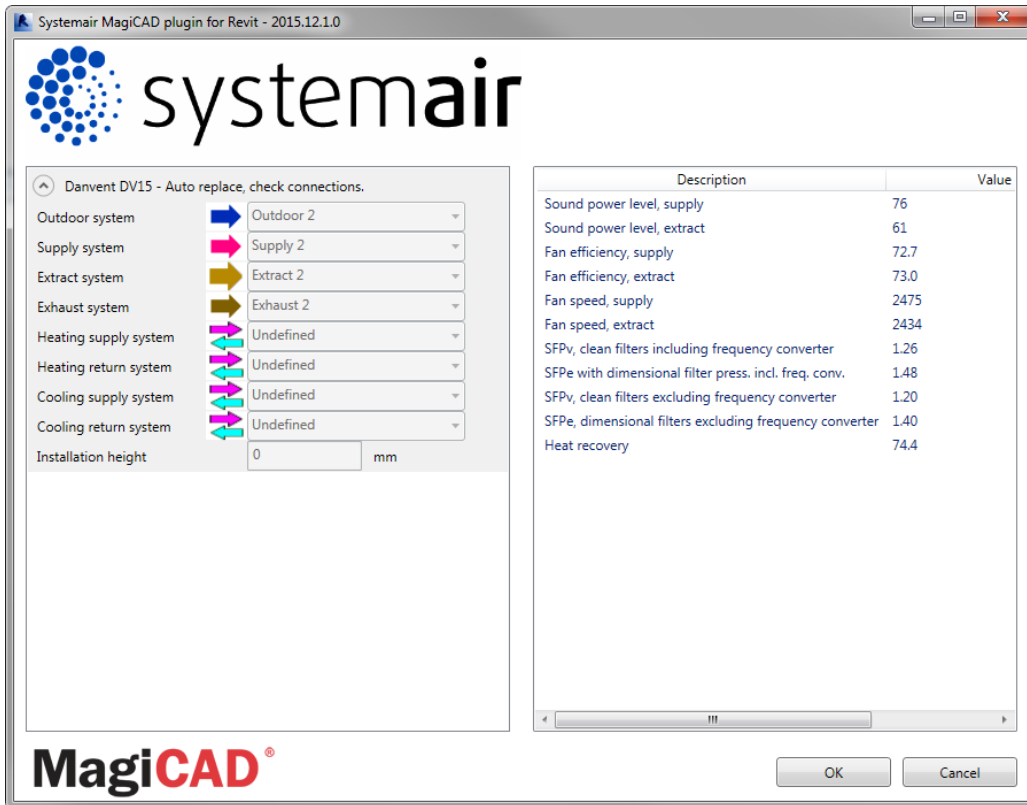 Systemair MagiCAD plugin for Revit - 2015.12.1.0
systemair
Danvent DV15 - Auto replace, check connections.
Outdoor system Outdoor 2
Supply system Supply 2
Extract system Extract 2
Exhaust system Exhaust 2
Heating supply system Undefined
Heating return system Undefined
Cooling supply system Undefined
Cooling return system Undefined
Installation height 0 mm
Description Value
Sound power level, supply 76
Sound power level, extract 61
Fan efficiency, supply 72.7
Fan efficiency, extract 73.0
Fan speed, supply 2475
Fan speed, extract 2434
SFPv, clean filters including frequency converter 1.26
SFPe with dimensional filter press. incl. freq. conv. 1.48
SFPv, clean filters excluding frequency converter 1.20
SFPe, dimensional filters excluding frequency converter 1.40
Heat recovery 74.4
MagiCAD®
OK Cancel